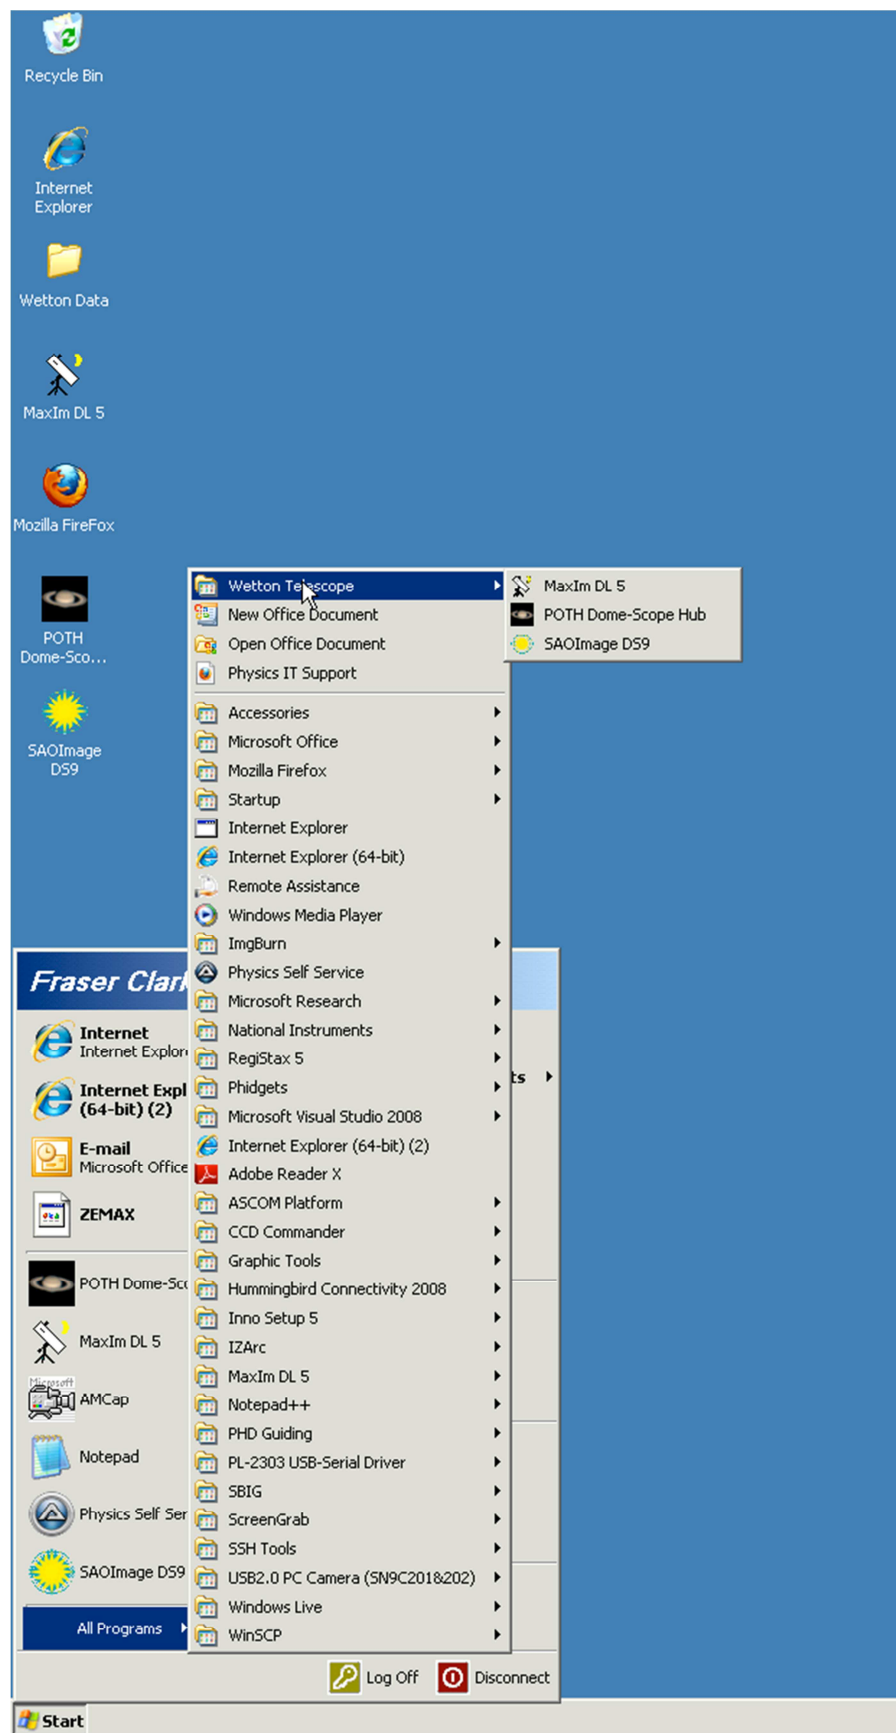 Recycle Bin
Internet
Explorer
Wetton Data
MaxIm DL 5
Mozilla FireFox
POTH
Dome-Sco...
SAOImage
DS9
Wetton Telescope
New Office Document
Open Office Document
Physics IT Support
Accessories
Microsoft Office
Mozilla Firefox
Startup
Internet Explorer
Internet Explorer (64-bit)
Remote Assistance
Windows Media Player
ImgBurn
Physics Self Service
Microsoft Research
National Instruments
RegiStax 5
Phidgets
Microsoft Visual Studio 2008
Internet Explorer (64-bit) (2)
Adobe Reader X
ASCOM Platform
CCD Commander
Graphic Tools
Hummingbird Connectivity 2008
Inno Setup 5
IZArc
MaxIm DL 5
Notepad++
PHD Guiding
PL-2303 USB-Serial Driver
SBIG
ScreenGrab
SSH Tools
USB2.0 PC Camera (SN9C201&202)
Windows Live
WinSCP
MaxIm DL 5
POTH Dome-Scope Hub
SAOImage DS9
Fraser Clark
Internet
Internet Explore
Internet Expl
(64-bit) (2)
E-mail
Microsoft Office
ZEMAX
POTH Dome-Sco
MaxIm DL 5
Microsoft
AMCap
Notepad
Physics Self Ser
SAOImage DS9
All Programs
ts
Log Off
Disconnect
Start